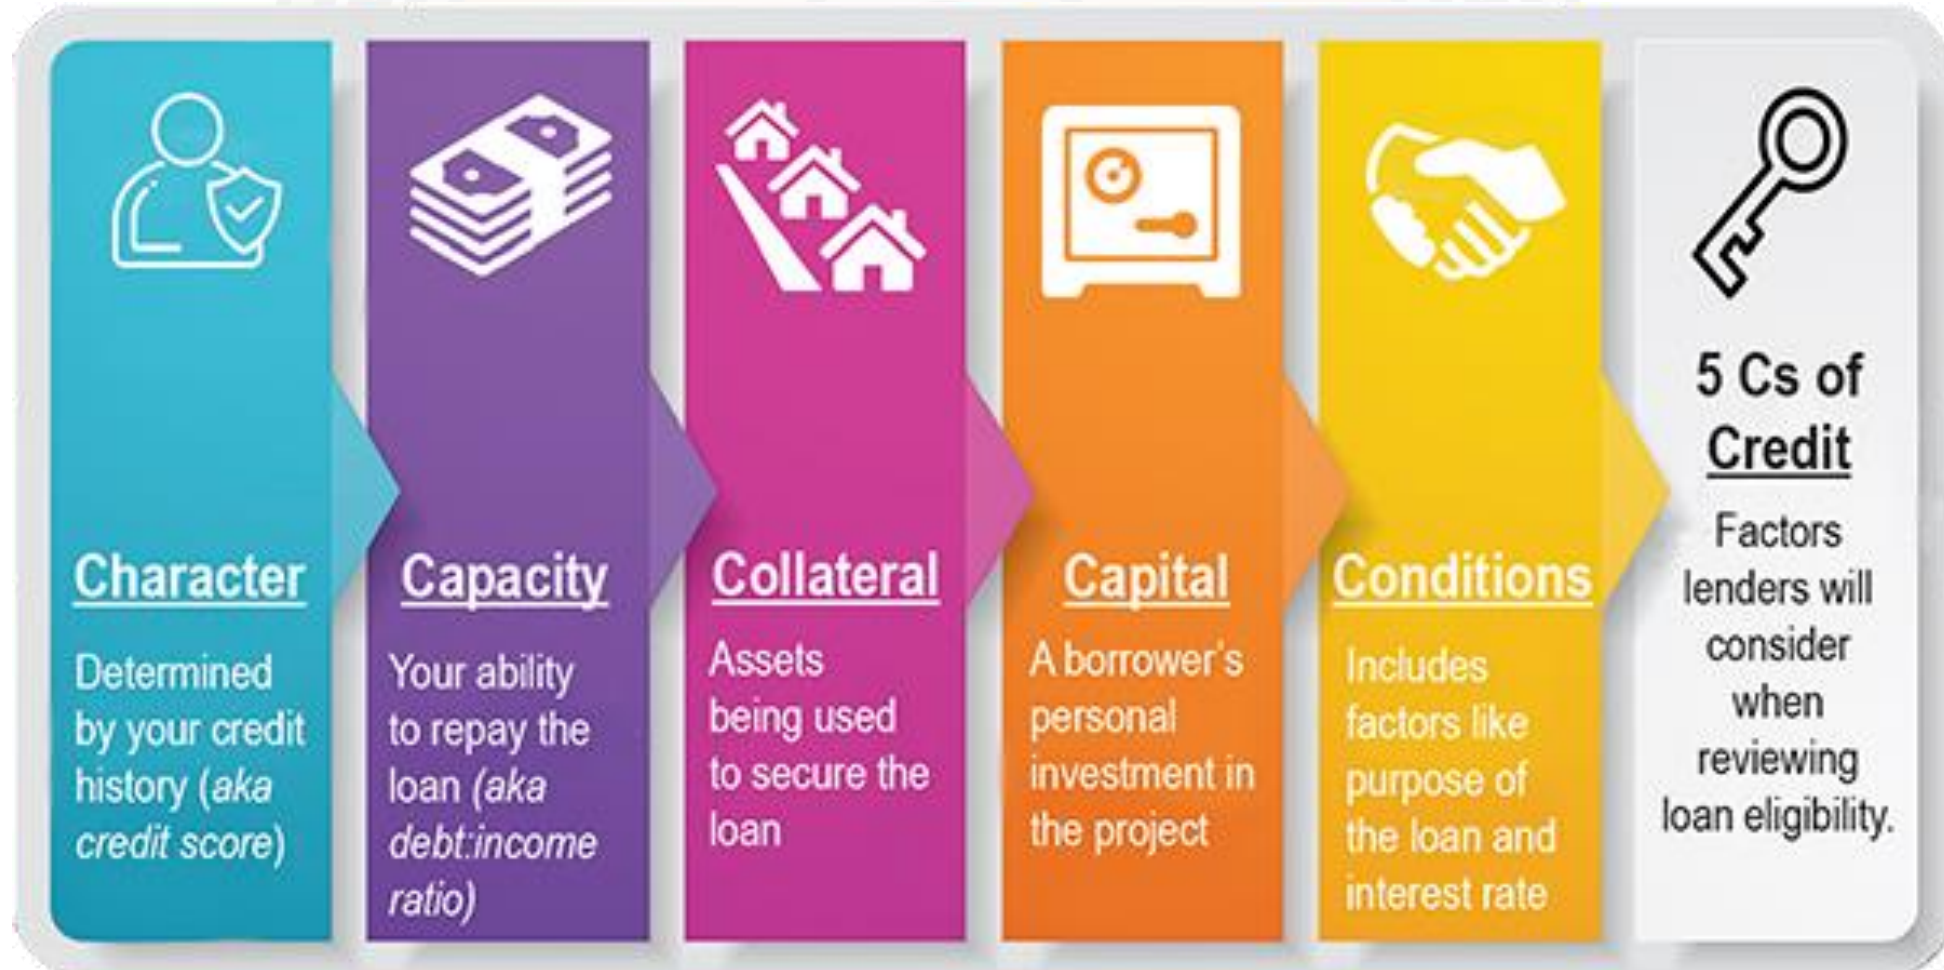 Character
Determined
by your credit
history (aka
credit score)
Capacity
Your ability
to repay the
loan (aka
debt:income
ratio)
Collateral
Assets
being used
to secure the
loan
Capital
A borrower's
personal
investment in
the project
Conditions
Includes
factors like
purpose of
the loan and
interest rate
5 Cs of
Credit
Factors
lenders will
consider
when
reviewing
loan eligibility.